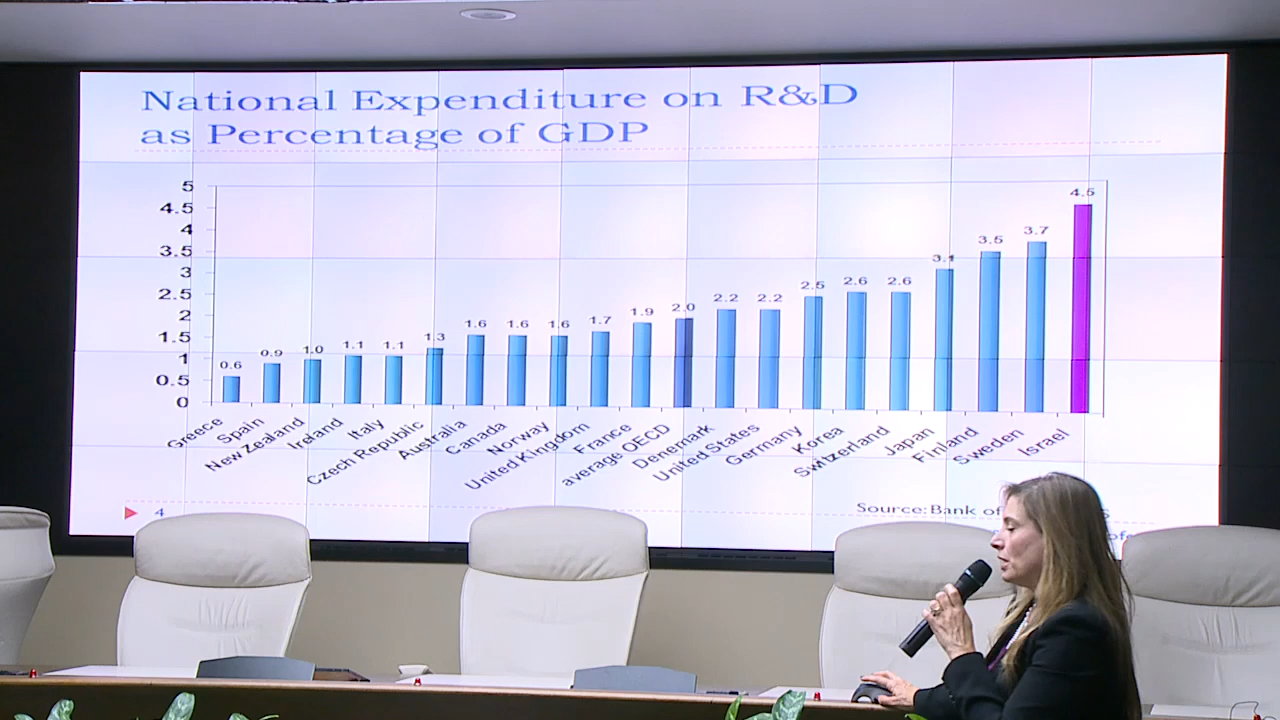 National Expenditure on R&D
as Percentage of GDP
5
4.5
4
3.5
3
2.5
2
1.5
1
0.5
0
0.6
0.9
1.0
1.1
1.1
1.3
1.6
1.6
1.6
1.7
1.9
2.0
2.2
2.2
2.5
2.6
2.6
3.1
3.5
3.7
4.5
Greece
Spain
New Zealand
Ireland
Italy
Czech Republic
Australia
Canada
Norway
United Kingdom
France
average OECD
Denmark
United States
Germany
Korea
Switzerland
Japan
Finland
Sweden
Israel
4
Source: Bank of